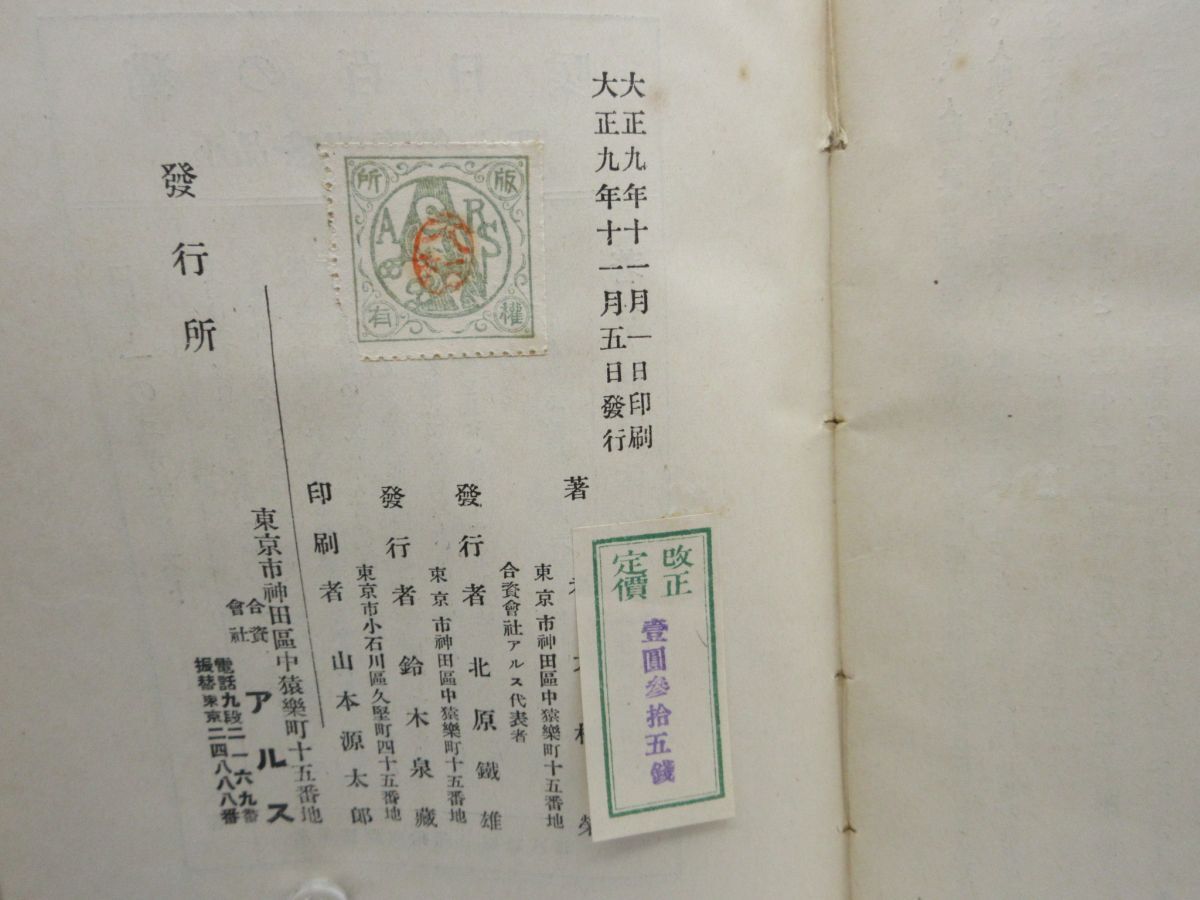 大正九年十一月一日印刷
大正九年十一月五日發行
改正
定價
壹圓參拾五錢
著
東京市神田區中猿樂町十五番地
合資會社アルス代表者
發行者 北原鐵雄
東京市神田區中猿樂町十五番地
發行者 鈴木泉藏
東京市小石川區久堅町四十五番地
印刷者 山本源太郎
版權所有
ARS
發行所
東京市神田區中猿樂町十五番地
合資會社 アルス
電話九段二一六九番
振替東京二四八八八番